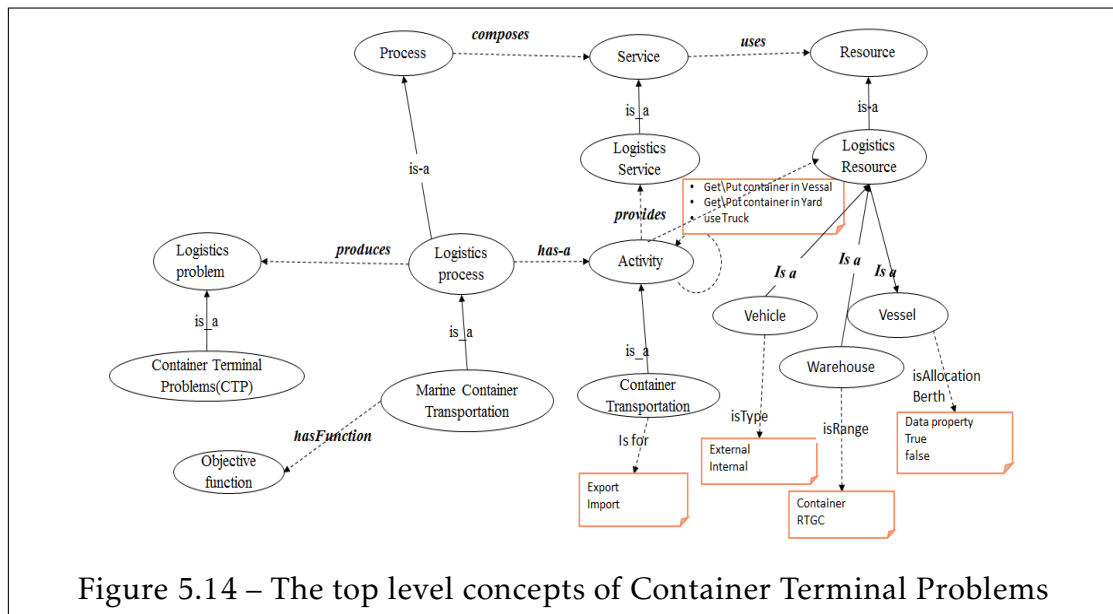 composes
uses
Process
Service
Resource
is_a
is-a
is-a
Logistics
Service
Logistics
Resource
• Get\Put container in Vessal
• Get\Pot container in Yard
• use Truck
provides
produces
has-a
Logistics
problem
Logistics
process
Activity
Is a
Is a
Is a
Vehicle
Vessel
is_a
is_a
is_a
Warehouse
Container Terminal
Problems(CTP)
Marine Container
Transportation
Container
Transportation
isAllocation
Berth
isType
isRange
hasFunction
Is for
Data property
True
false
External
Internal
Objective
function
Export
Import
Container
RTGC
Figure 5.14 – The top level concepts of Container Terminal Problems